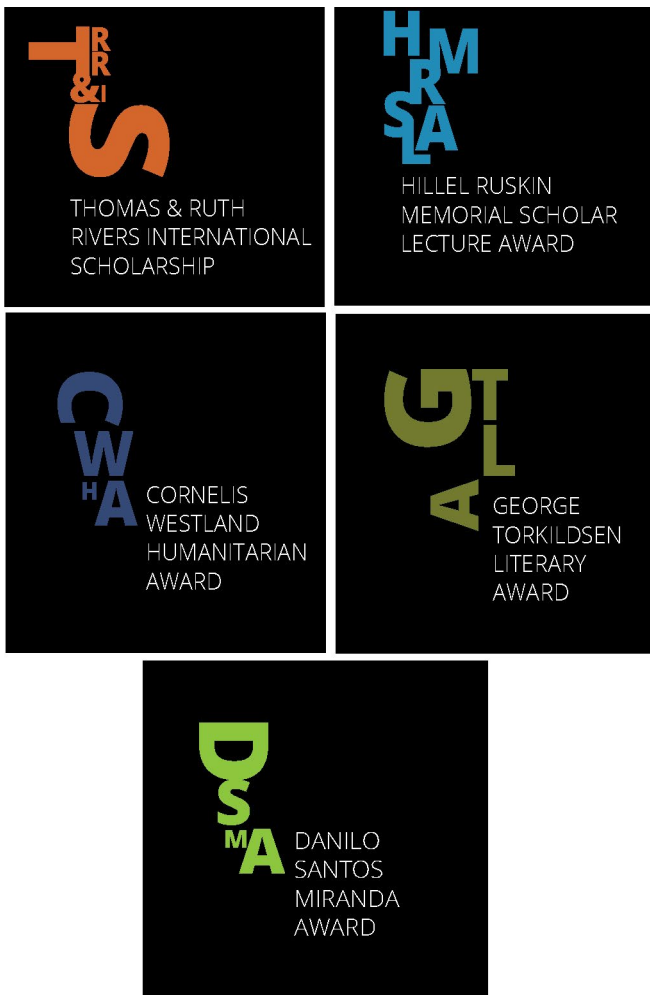 T R
R
& I
S
THOMAS & RUTH
RIVERS INTERNATIONAL
SCHOLARSHIP
H M
R
S A
L
HILLEL RUSKIN
MEMORIAL SCHOLAR
LECTURE AWARD
C
W
H A
CORNELIS
WESTLAND
HUMANITARIAN
AWARD
G T
L
A
GEORGE
TORKILDSEN
LITERARY
AWARD
D
S
M A
DANILO
SANTOS
MIRANDA
AWARD